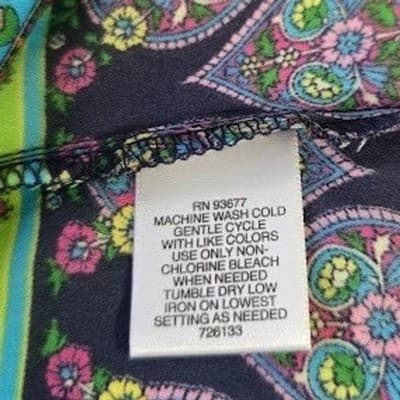 RN 93677
MACHINE WASH COLD
GENTLE CYCLE
WITH LIKE COLORS
USE ONLY NON-
CHLORINE BLEACH
WHEN NEEDED
TUMBLE DRY LOW
IRON ON LOWEST
SETTING AS NEEDED
726133